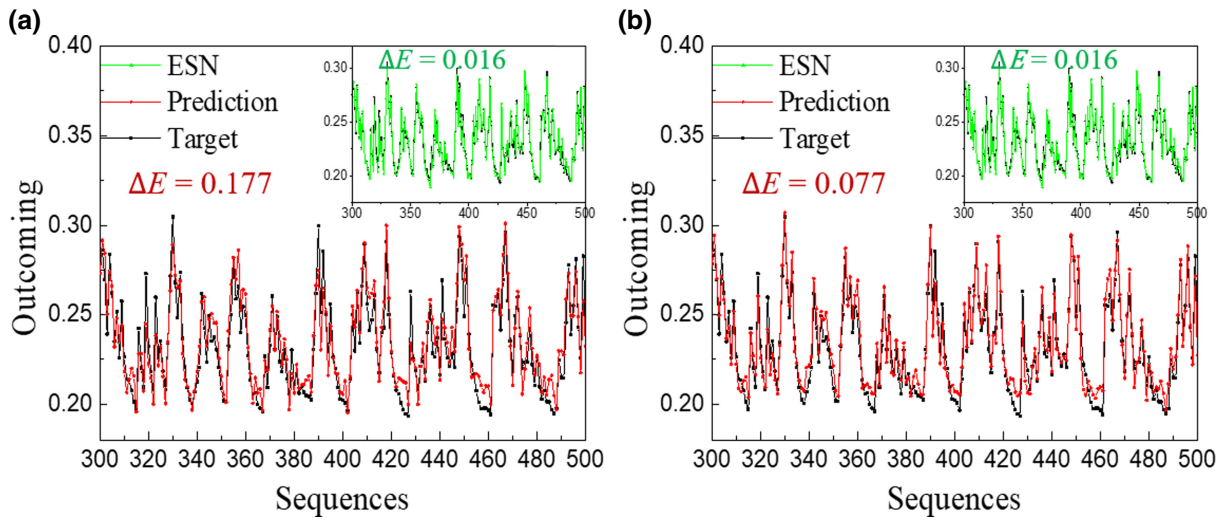 (a)
0.40
0.35
0.30
0.25
0.20
Outcoming
ESN
Prediction
Target
ΔE = 0.177
ΔE = 0.016
0.30
0.25
0.20
300 350 400 450 500
300 320 340 360 380 400 420 440 460 480 500
Sequences
(b)
0.40
0.35
0.30
0.25
0.20
Outcoming
ESN
Prediction
Target
ΔE = 0.077
ΔE = 0.016
0.30
0.25
0.20
300 350 400 450 500
300 320 340 360 380 400 420 440 460 480 500
Sequences